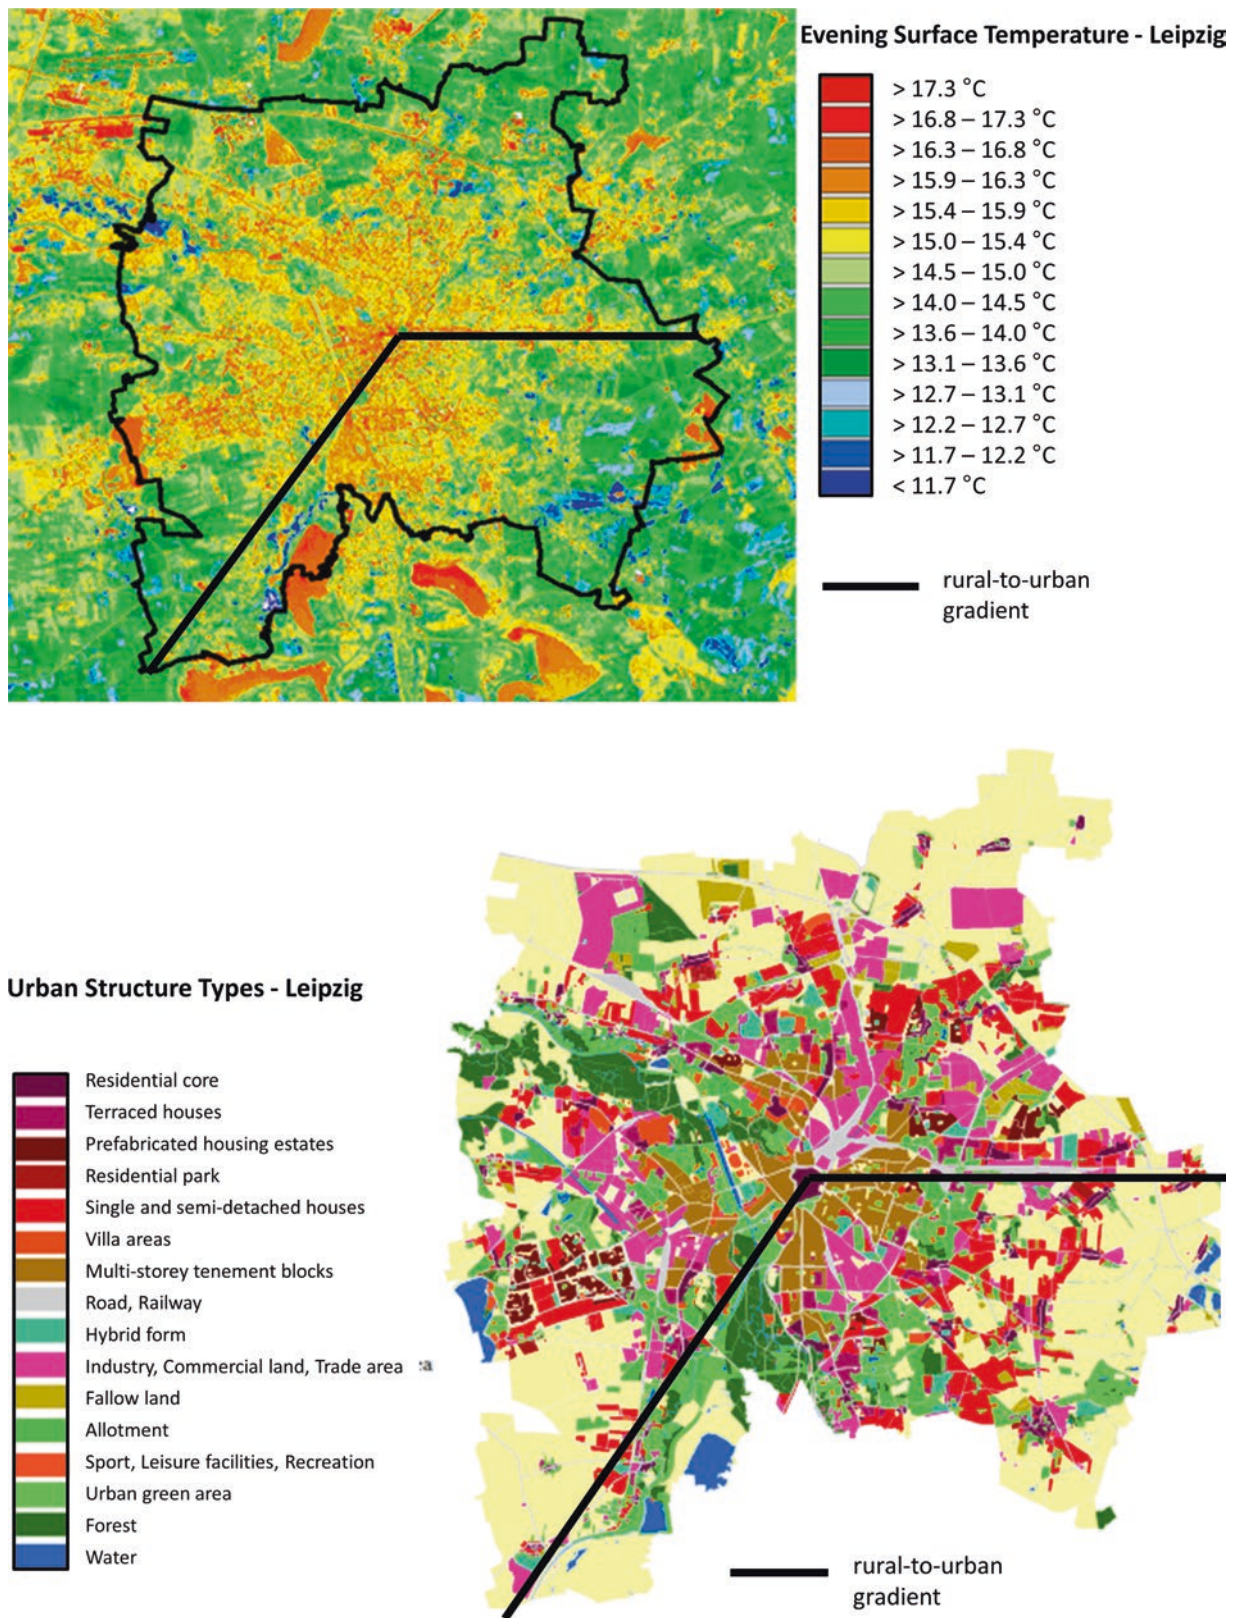 Evening Surface Temperature - Leipzig
> 17.3 °C
> 16.8 – 17.3 °C
> 16.3 – 16.8 °C
> 15.9 – 16.3 °C
> 15.4 – 15.9 °C
> 15.0 – 15.4 °C
> 14.5 – 15.0 °C
> 14.0 – 14.5 °C
> 13.6 – 14.0 °C
> 13.1 – 13.6 °C
> 12.7 – 13.1 °C
> 12.2 – 12.7 °C
> 11.7 – 12.2 °C
< 11.7 °C
rural-to-urban
gradient
Urban Structure Types - Leipzig
Residential core
Terraced houses
Prefabricated housing estates
Residential park
Single and semi-detached houses
Villa areas
Multi-storey tenement blocks
Road, Railway
Hybrid form
Industry, Commercial land, Trade area :a
Fallow land
Allotment
Sport, Leisure facilities, Recreation
Urban green area
Forest
Water
rural-to-urban
gradient